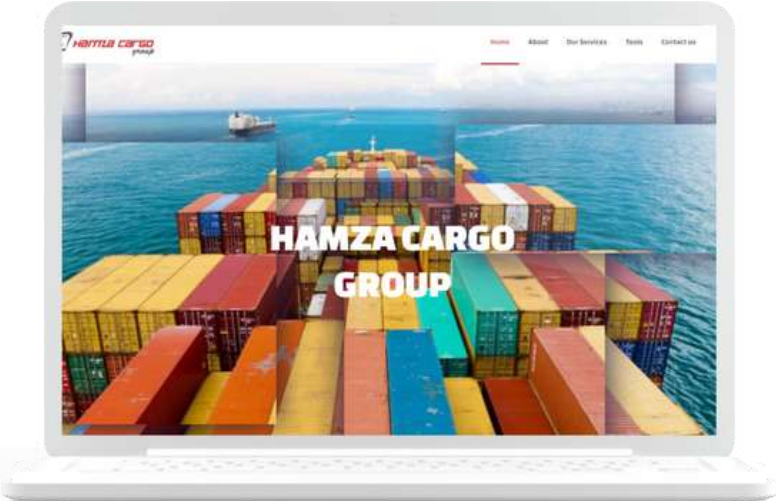 HAMZA CARGO
group
Home About Our Services Tools Contact us
HAMZA CARGO
GROUP